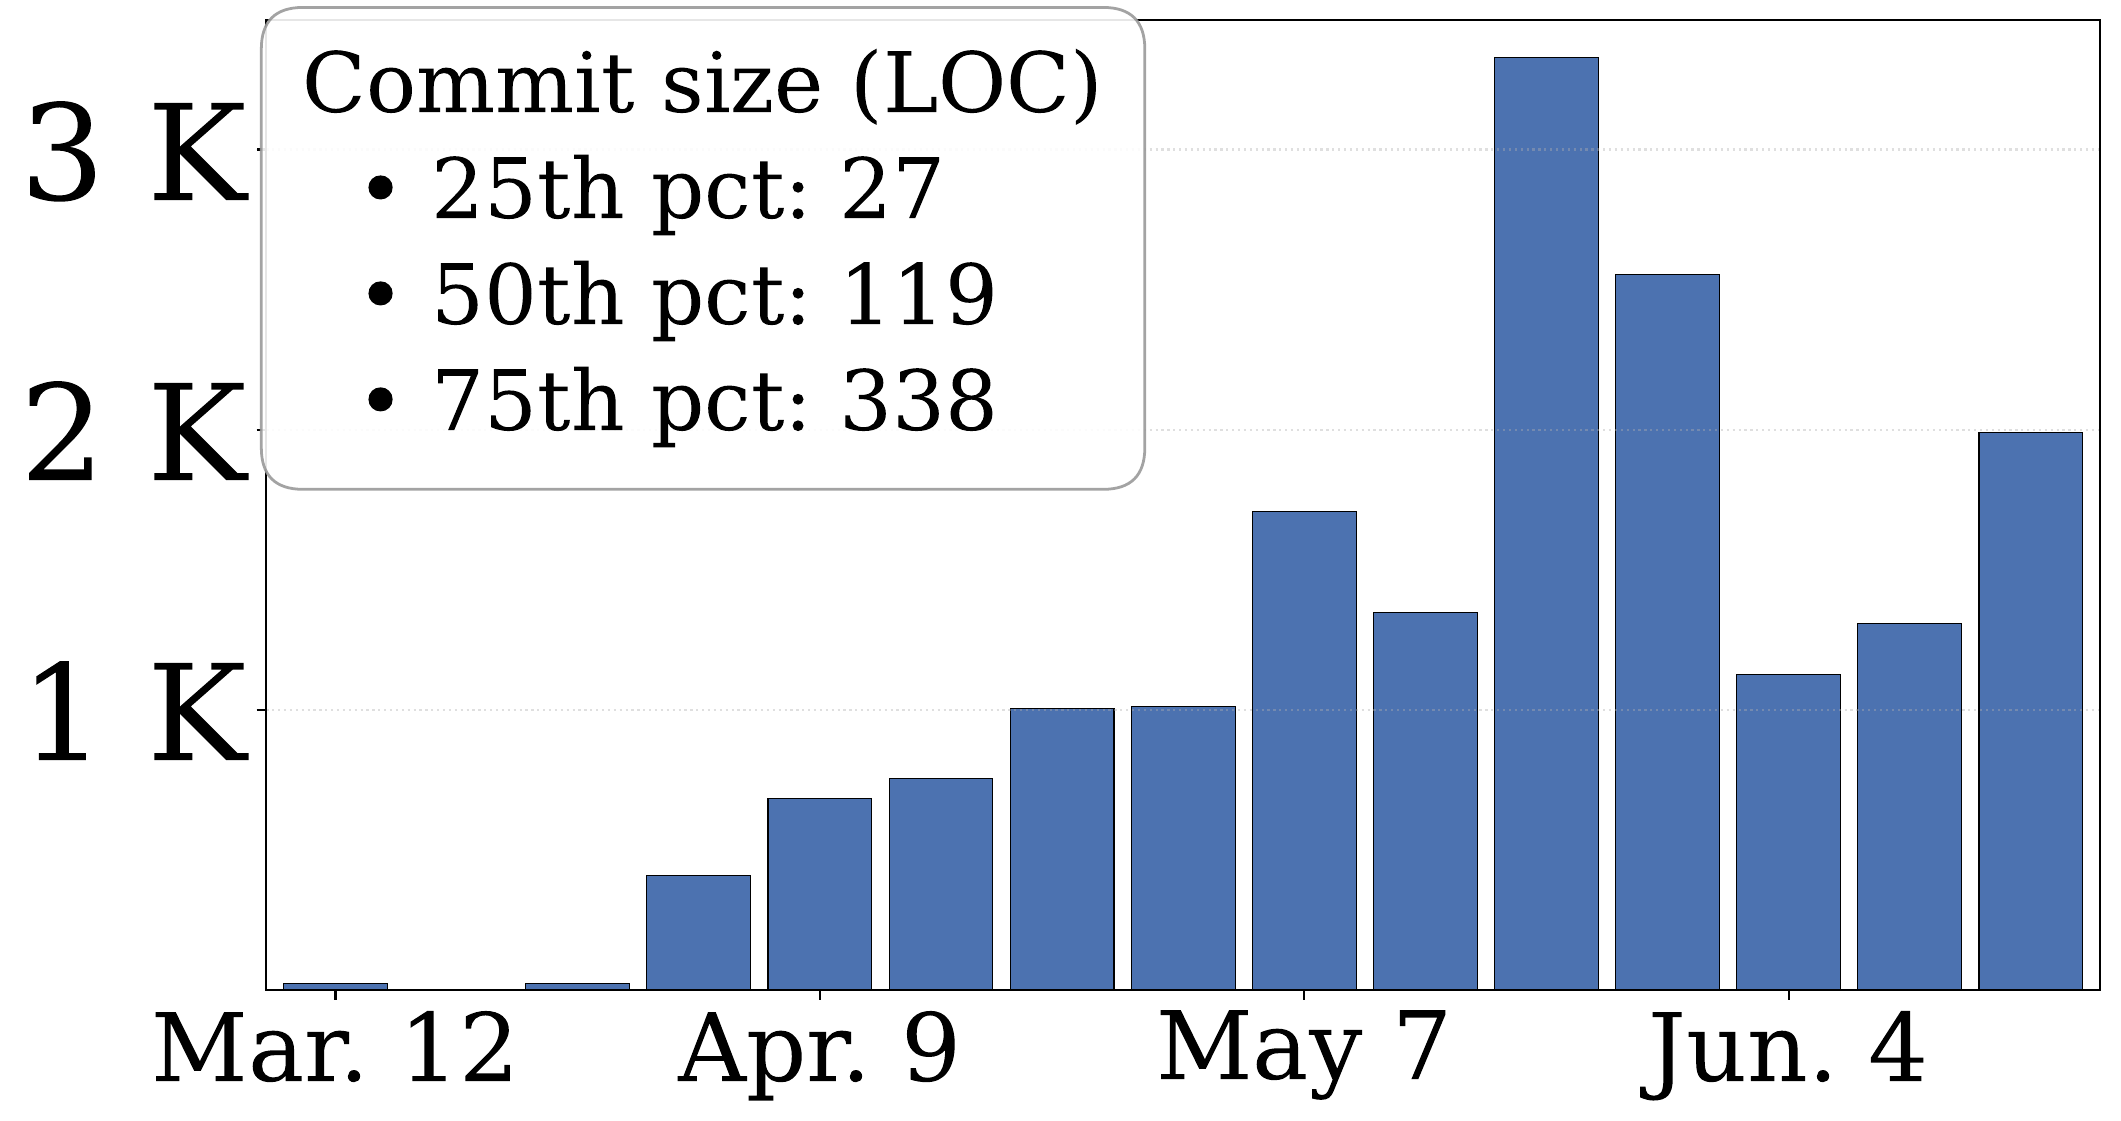 Commit size (LOC)
• 25th pct: 27
• 50th pct: 119
• 75th pct: 338
3 K
2 K
1 K
Mar. 12 Apr. 9 May 7 Jun. 4